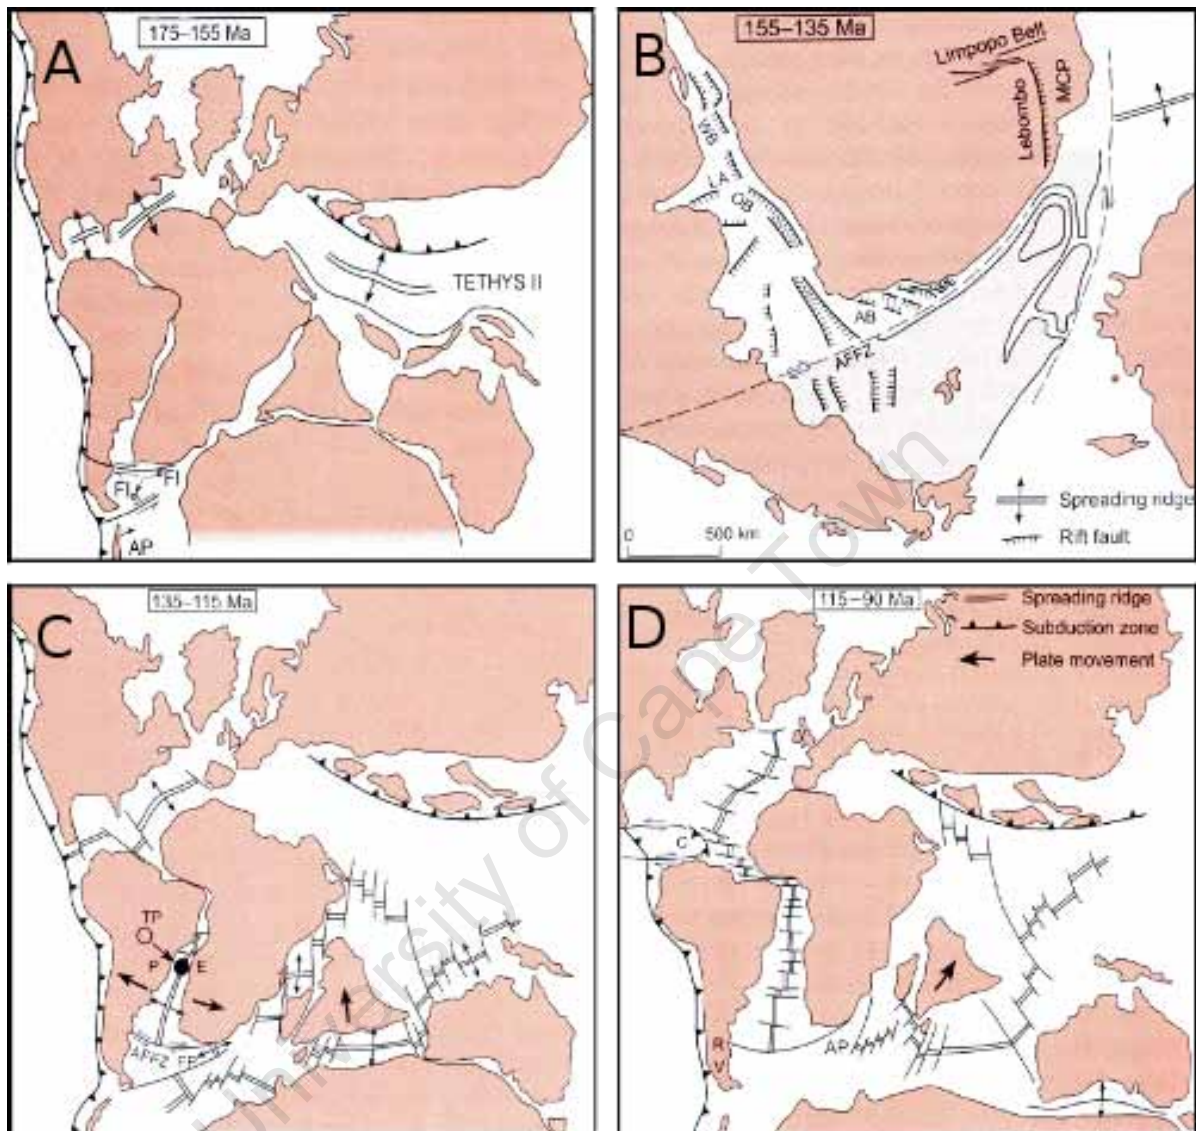 A
175–155 Ma
TETHYS II
FI
FI
AP
B
155–135 Ma
Limpopo Belt
Lebombo
MCP
WB
LA
OB
AB
AFFZ
Spreading ridge
0
500 km
Rift fault
C
135–115 Ma
TP
P
E
AFFZ
FP
D
115–90 Ma
Spreading ridge
Subduction zone
Plate movement
C
AP
R
V
University of Cape Town